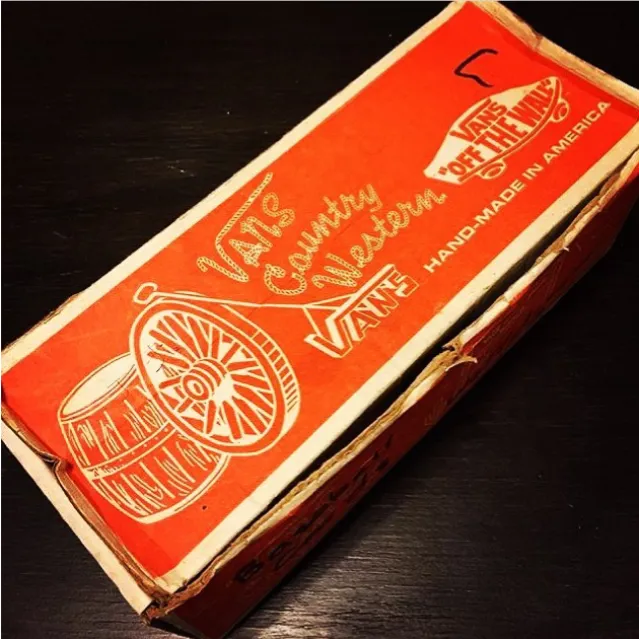 VANS
"OFF THE WALL"
HAND-MADE IN AMERICA
VANS
Country
Western
VANS